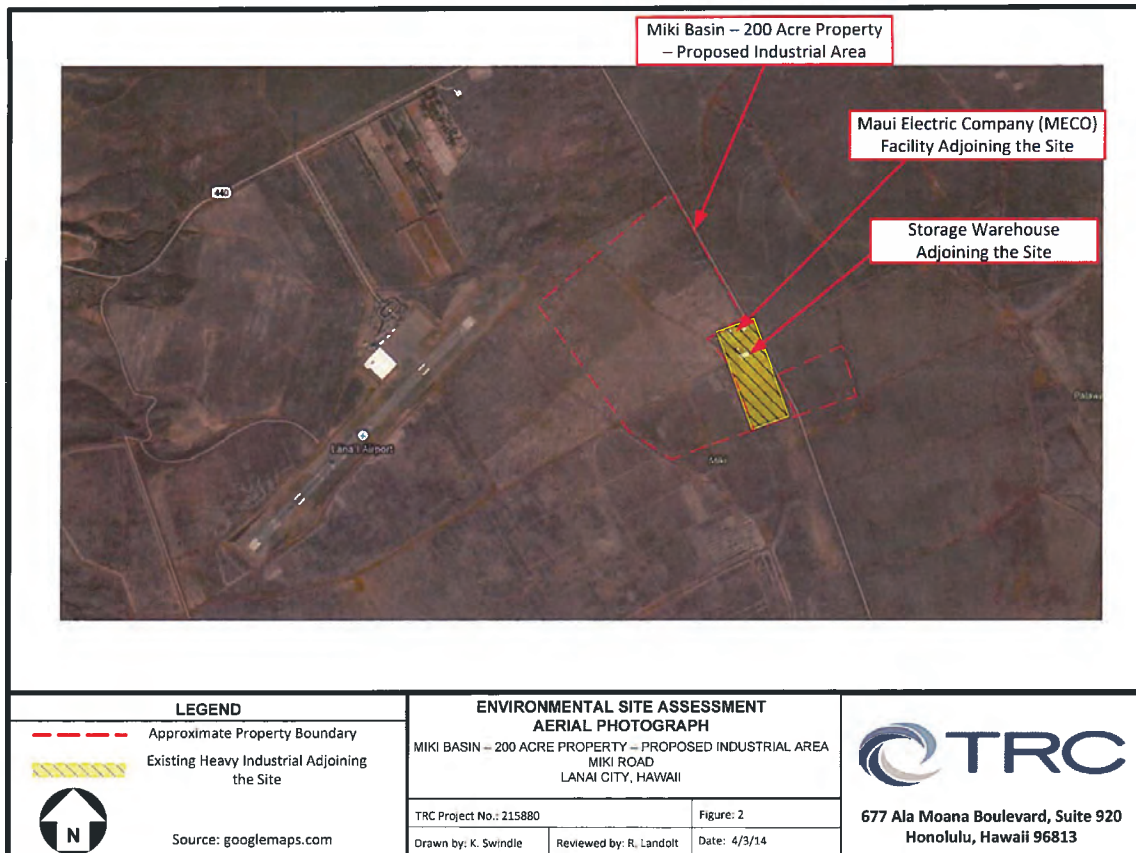 Miki Basin – 200 Acre Property
– Proposed Industrial Area
Maui Electric Company (MECO)
Facility Adjoining the Site
Storage Warehouse
Adjoining the Site
440
Lana'i Airport
Miki
LEGEND
Approximate Property Boundary
Existing Heavy Industrial Adjoining
the Site
N
Source: googlemaps.com
ENVIRONMENTAL SITE ASSESSMENT
AERIAL PHOTOGRAPH
MIKI BASIN – 200 ACRE PROPERTY – PROPOSED INDUSTRIAL AREA
MIKI ROAD
LANAI CITY, HAWAII
TRC Project No.: 215880
Figure: 2
Drawn by: K. Swindle
Reviewed by: R. Landolt
Date: 4/3/14
TRC
677 Ala Moana Boulevard, Suite 920
Honolulu, Hawaii 96813